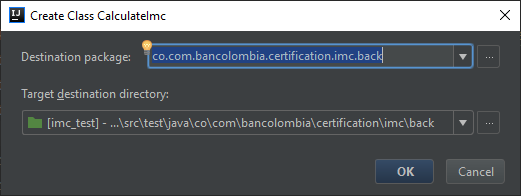 IJ
Create Class CalculateImc
Destination package: co.com.bancolombia.certification.imc.back ...
Target destination directory:
[imc_test] - ...\src\test\java\co\com\bancolombia\certification\imc\back ...
OK Cancel